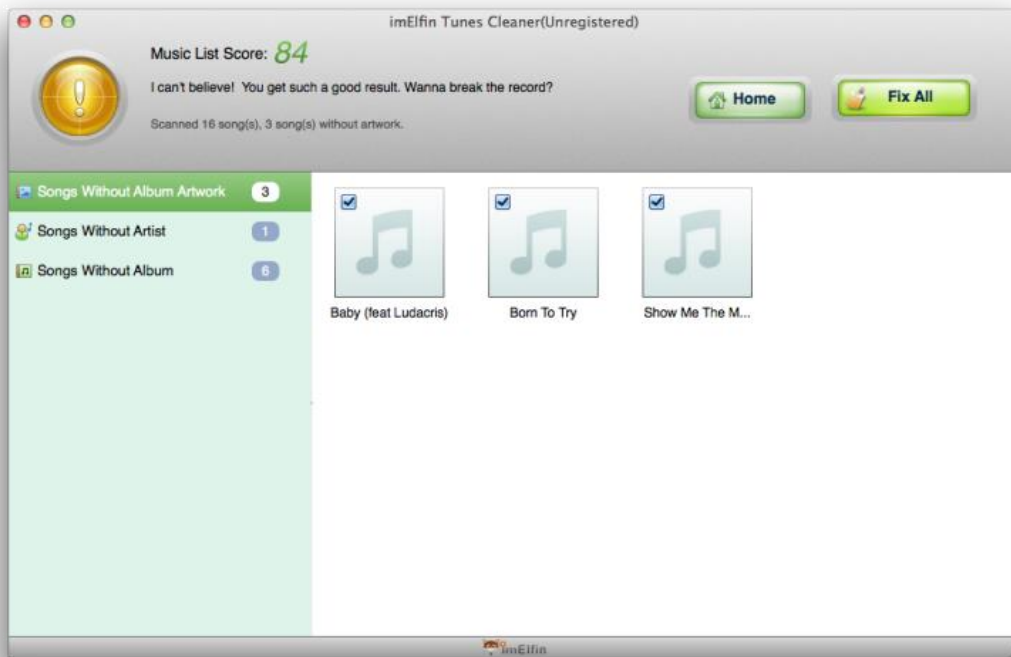 imElfin Tunes Cleaner(Unregistered)
Music List Score: 84
I can't believe! You get such a good result. Wanna break the record?
Scanned 16 song(s), 3 song(s) without artwork.
Home
Fix All
Songs Without Album Artwork 3
Songs Without Artist 1
Songs Without Album 6
Baby (feat Ludacris)
Born To Try
Show Me The M...
imElfin